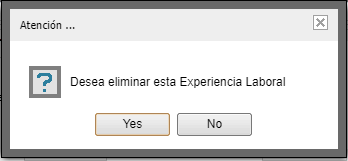 Atención ...
Desea eliminar esta Experiencia Laboral
Yes No